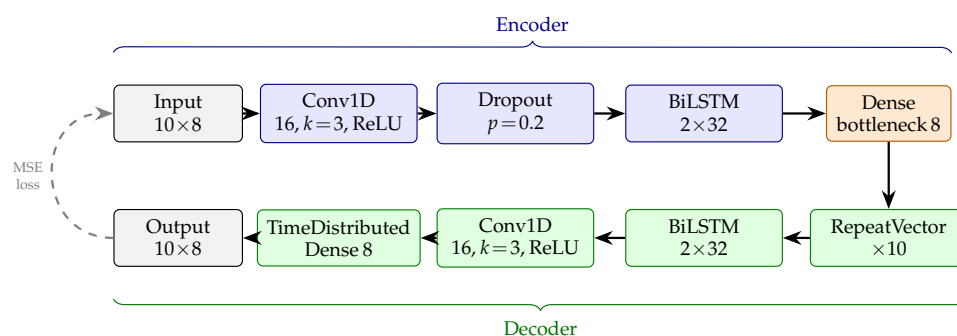 Encoder
Input
10×8
Conv1D
16, k=3, ReLU
Dropout
p=0.2
BiLSTM
2×32
Dense
bottleneck 8
MSE
loss
Output
10×8
TimeDistributed
Dense 8
Conv1D
16, k=3, ReLU
BiLSTM
2×32
RepeatVector
×10
Decoder